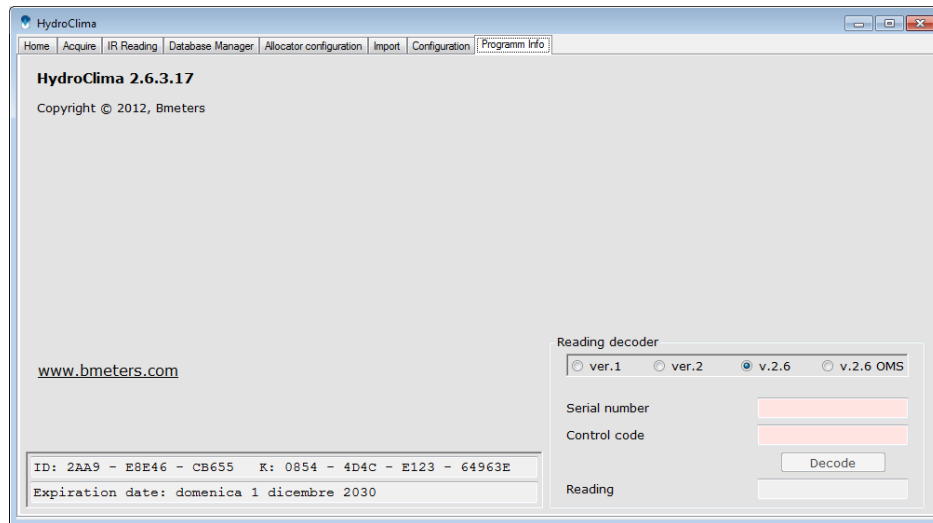 HydroClima
Home Acquire IR Reading Database Manager Allocator configuration Import Configuration Programm Info
HydroClima 2.6.3.17
Copyright © 2012, Bmeters
www.bmeters.com
ID: 2AA9 - E8E46 - CB655 K: 0854 - 4D4C - E123 - 64963E
Expiration date: domenica 1 dicembre 2030
Reading decoder
ver.1 ver.2 v.2.6 v.2.6 OMS
Serial number
Control code
Decode
Reading